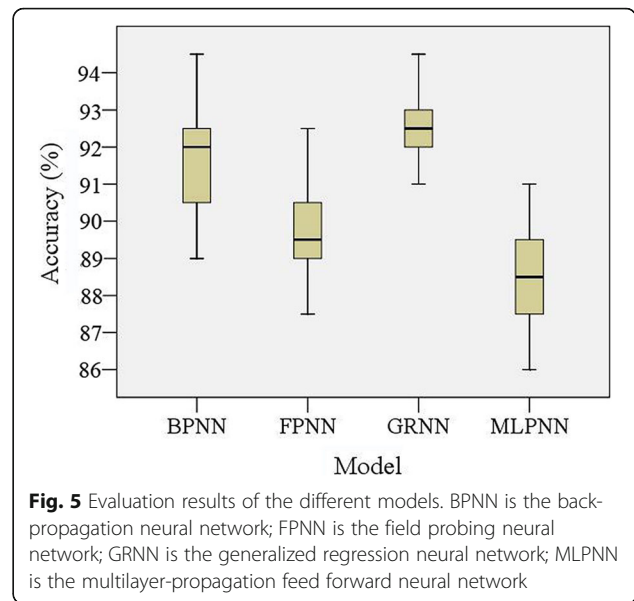 94
93
92
91
90
89
88
87
86
Accuracy (%)
BPNN FPNN GRNN MLPNN
Model
Fig. 5 Evaluation results of the different models. BPNN is the back-
propagation neural network; FPNN is the field probing neural
network; GRNN is the generalized regression neural network; MLPNN
is the multilayer-propagation feed forward neural network